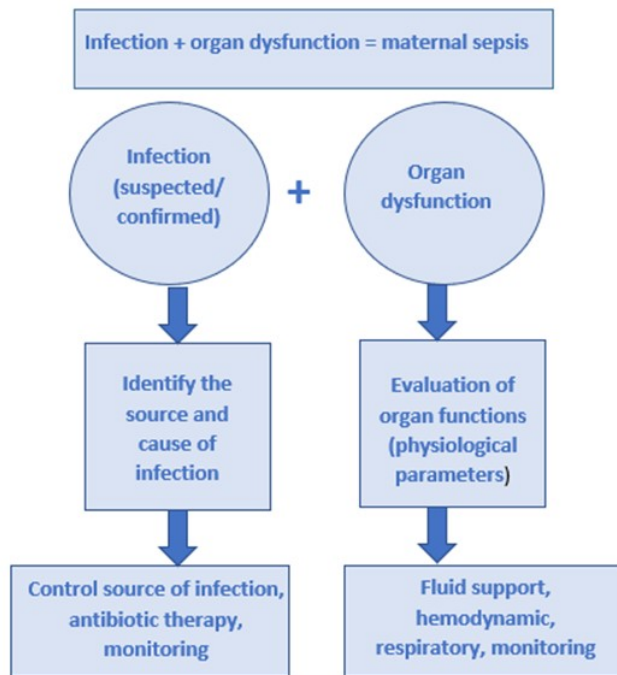 Infection + organ dysfunction = maternal sepsis
Infection
(suspected/
confirmed)
+
Organ
dysfunction
Identify the
source and
cause of
infection
Evaluation of
organ functions
(physiological
parameters)
Control source of infection,
antibiotic therapy,
monitoring
Fluid support,
hemodynamic,
respiratory, monitoring